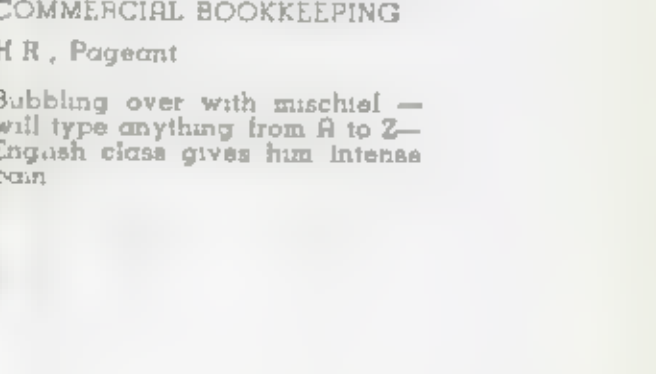 COMMERCIAL BOOKKEEPING
H R , Pageant
Bubbling over with mischief —
will type anything from A to Z—
English class gives him intense
pain